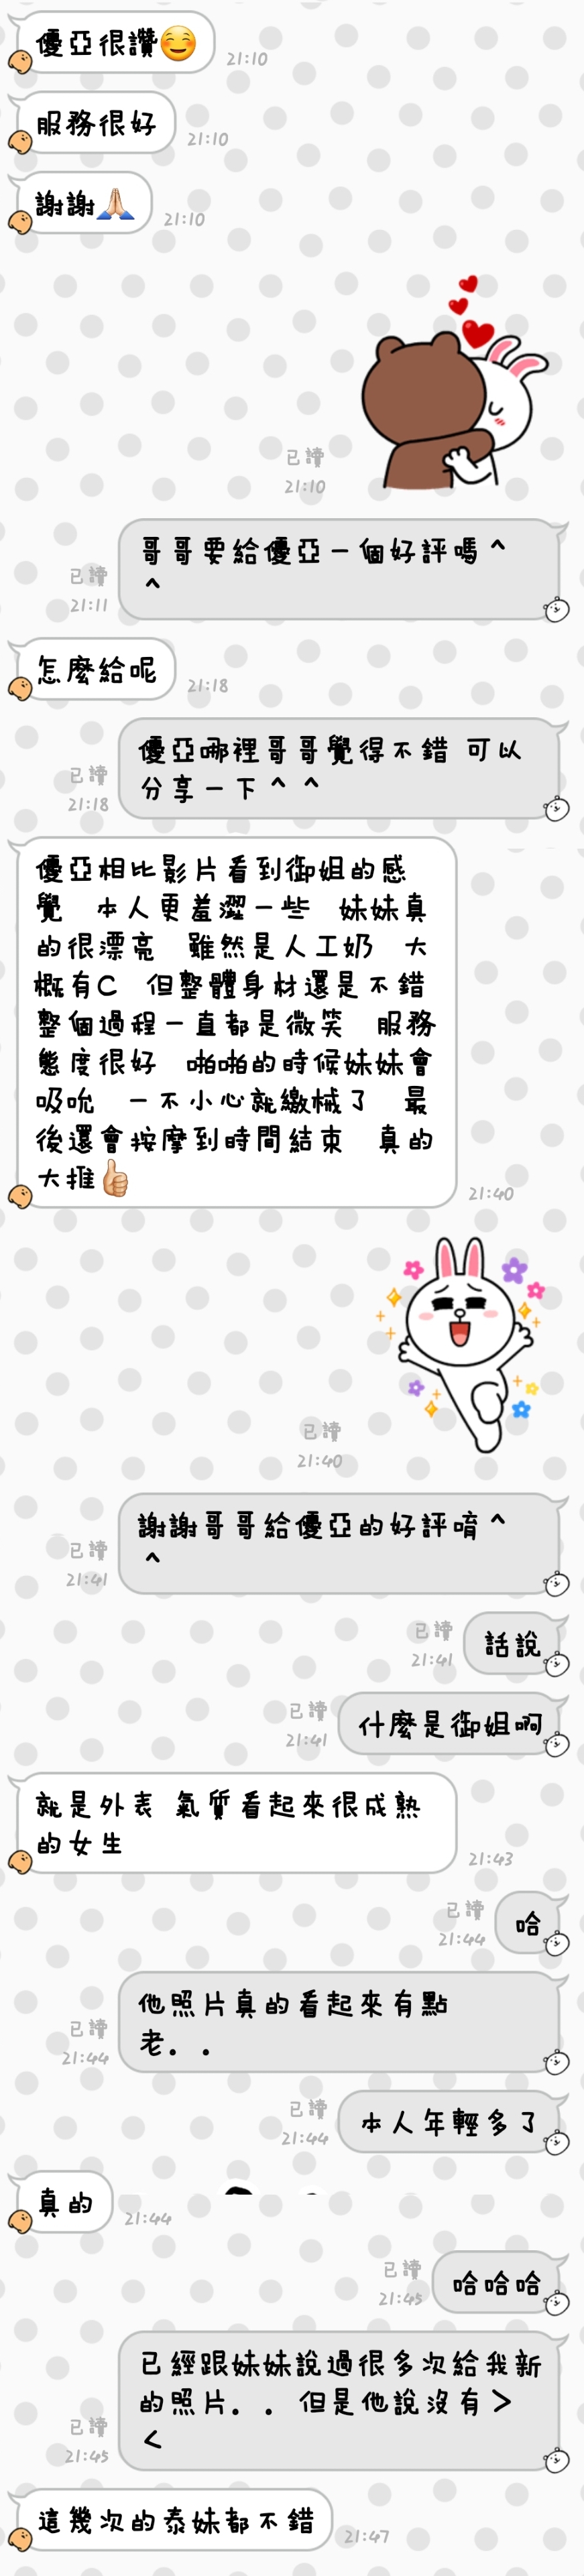 優亞很讚😊
21:10
服務很好
21:10
謝謝🙏🏻
21:10
已讀
21:10
哥哥要給優亞一個好評嗎^
^
已讀
21:11
怎麼給呢
21:18
優亞哪裡哥哥覺得不錯 可以
分享一下^ ^
已讀
21:18
優亞相比影片看到御姐的感
覺 本人更羞澀一些 妹妹真
的很漂亮 雖然是人工奶 大
概有C 但整體身材還是不錯
整個過程一直都是微笑 服務
態度很好 啪啪的時候妹妹會
吸吮 一不小心就繳械了 最
後還會按摩到時間結束 真的
大推👍🏻
21:40
已讀
21:40
謝謝哥哥給優亞的好評唷^
^
已讀
21:41
話說
已讀
21:41
什麼是御姐啊
已讀
21:41
就是外表 氣質看起來很成熟
的女生
21:43
哈
已讀
21:44
他照片真的看起來有點
老. .
已讀
21:44
本人年輕多了
已讀
21:44
真的
21:44
哈哈哈
已讀
21:45
已經跟妹妹說過很多次給我新
的照片. . 但是他說沒有>
<
已讀
21:45
這幾次的泰妹都不錯
21:47